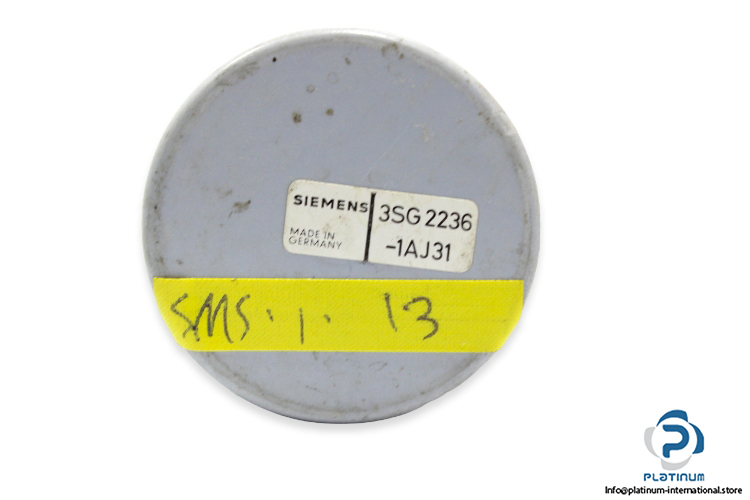 SIEMENS
MADE IN
GERMANY
3SG 2236
-1AJ31
SMS.1. 13
PLATINUM
Info@platinum-international.store